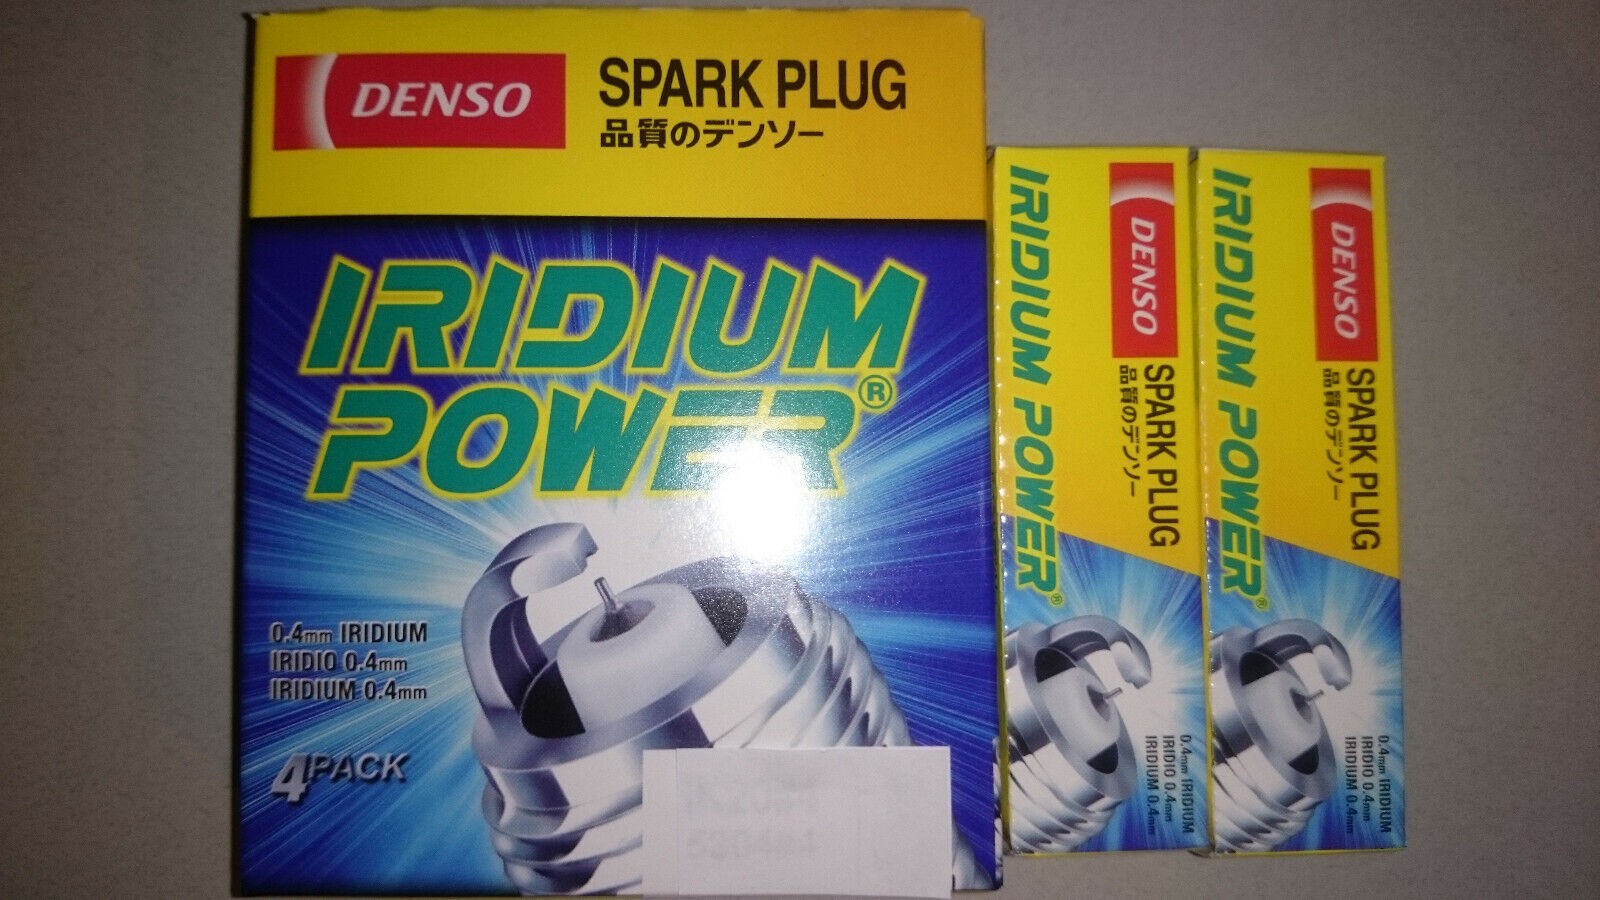 DENSO
SPARK PLUG
品質のデンソー
IRIDIUM
POWER®
0.4mm IRIDIUM
IRIDIO 0.4mm
IRIDIUM 0.4mm
4PACK
DENSO
SPARK PLUG
品質のデンソー
IRIDIUM POWER®
0.4mm IRIDIUM
IRIDIO 0.4mm
IRIDIUM 0.4mm
DENSO
SPARK PLUG
品質のデンソー
IRIDIUM POWER®
0.4mm IRIDIUM
IRIDIO 0.4mm
IRIDIUM 0.4mm